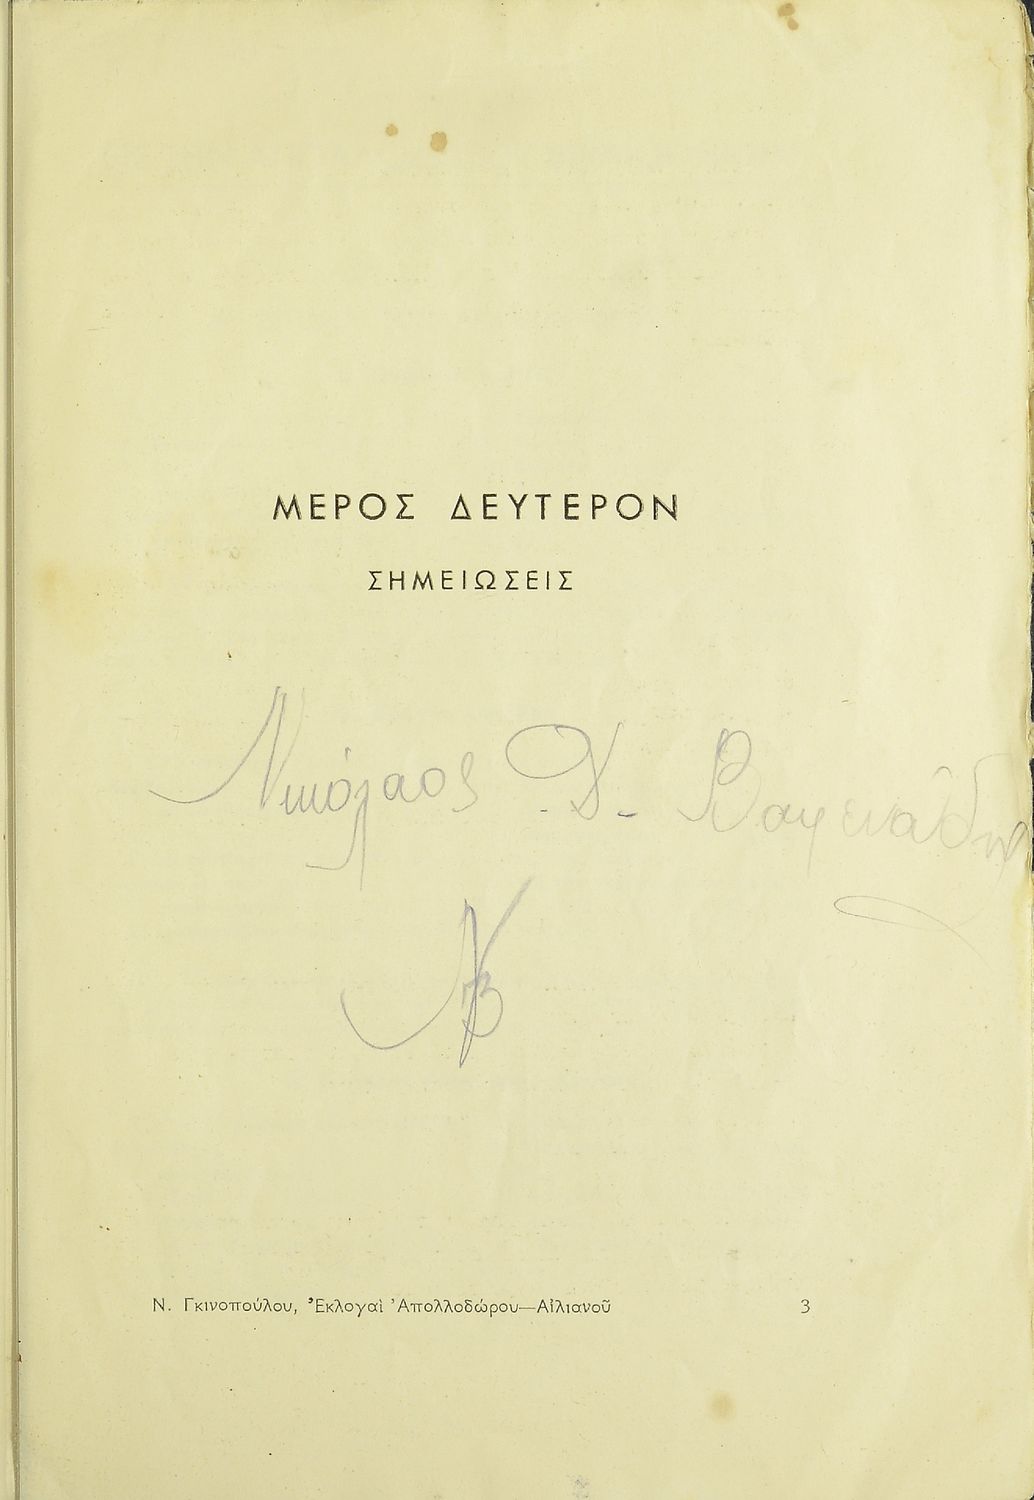 ΜΕΡΟΣ ΔΕΥΤΕΡΟΝ
ΣΗΜΕΙΩΣΕΙΣ
Νικόλαος Δ.
Ν. Γκινοπούλου, Ἐκλογαὶ Ἀπολλοδώρου—Αἰλιανοῦ 3